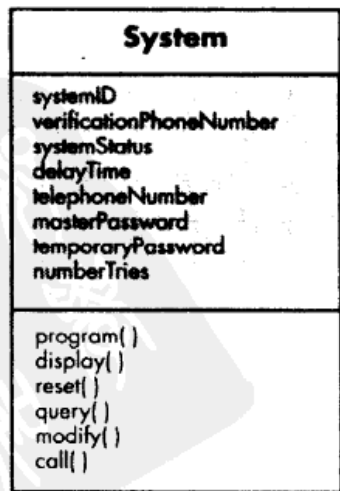 System
systemID
verificationPhoneNumber
systemStatus
delayTime
telephoneNumber
masterPassword
temporaryPassword
numberTries
program( )
display( )
reset( )
query( )
modify( )
call( )